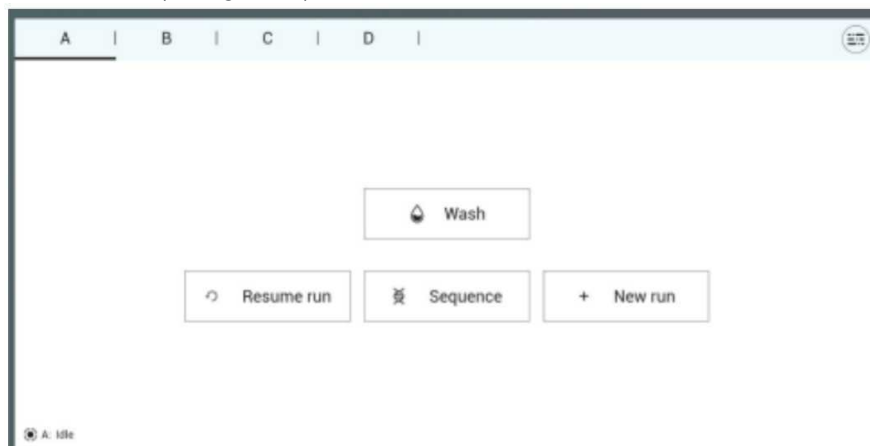 A | B | C | D |
Wash
Resume run Sequence + New run
A: Idle